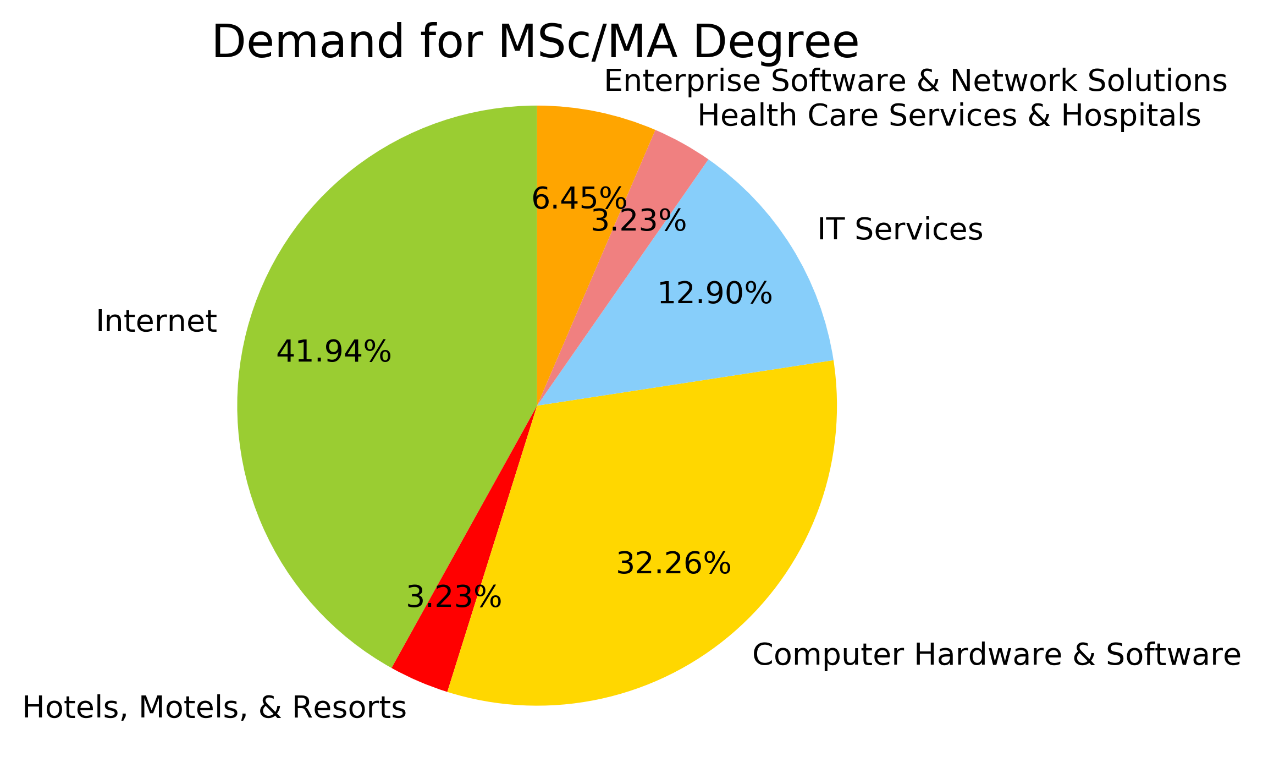 Demand for MSc/MA Degree
Enterprise Software & Network Solutions
Health Care Services & Hospitals
6.45%
3.23%
IT Services
12.90%
Internet
41.94%
32.26%
3.23%
Computer Hardware & Software
Hotels, Motels, & Resorts